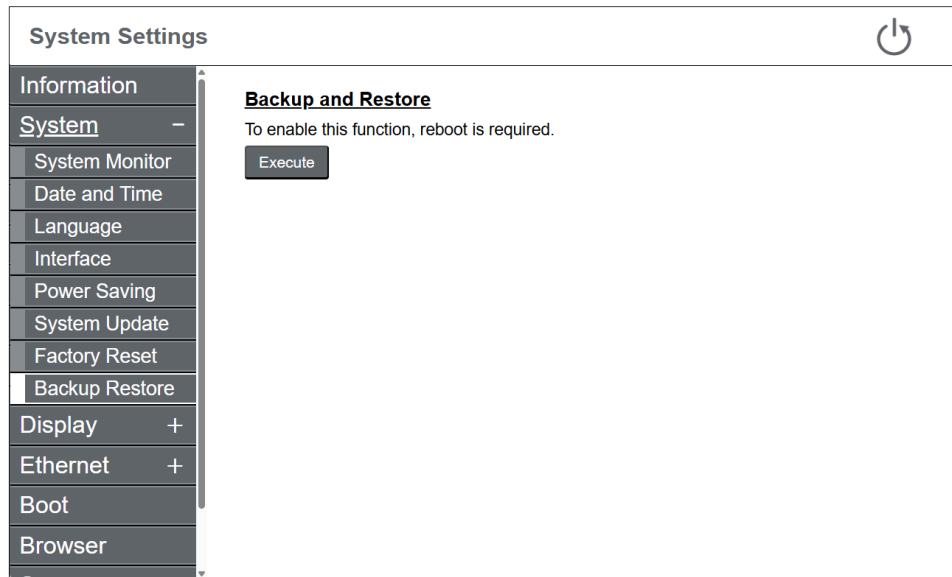 System Settings
Information
System −
System Monitor
Date and Time
Language
Interface
Power Saving
System Update
Factory Reset
Backup Restore
Display +
Ethernet +
Boot
Browser
Backup and Restore
To enable this function, reboot is required.
Execute